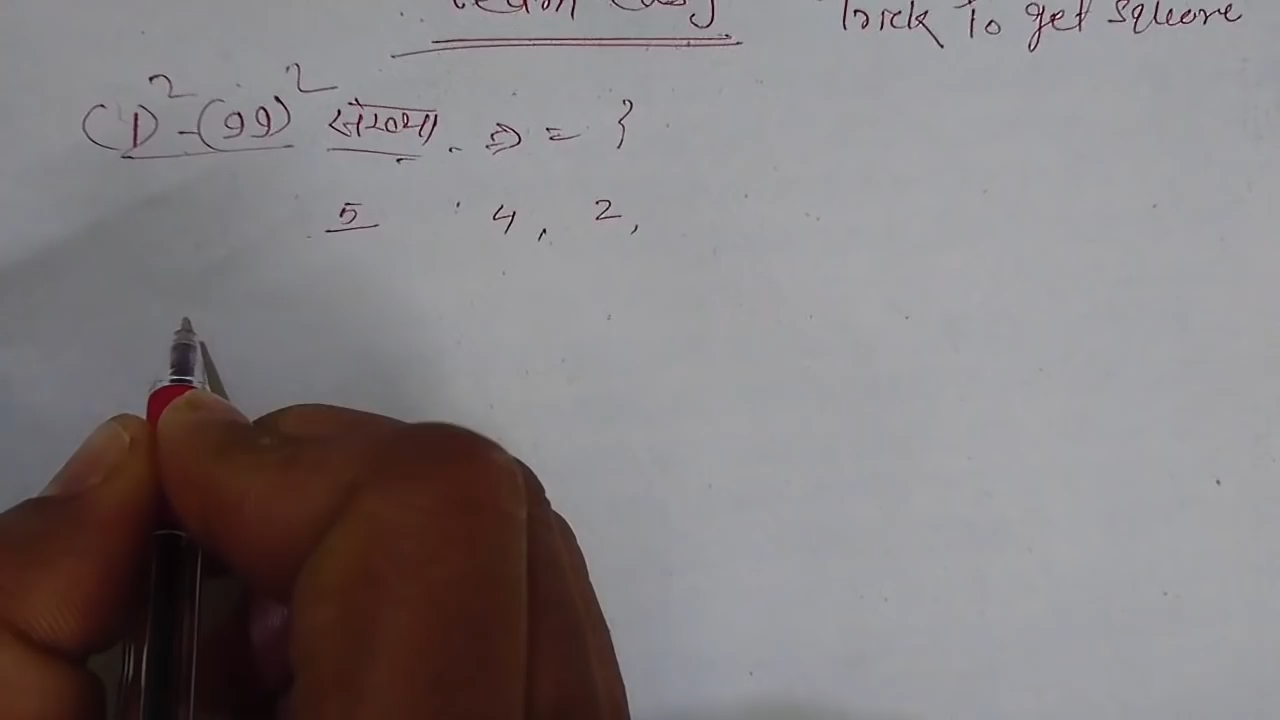 Trick To get square
(1)² - (99)² संख्या . => = }
5 4 , 2 ,